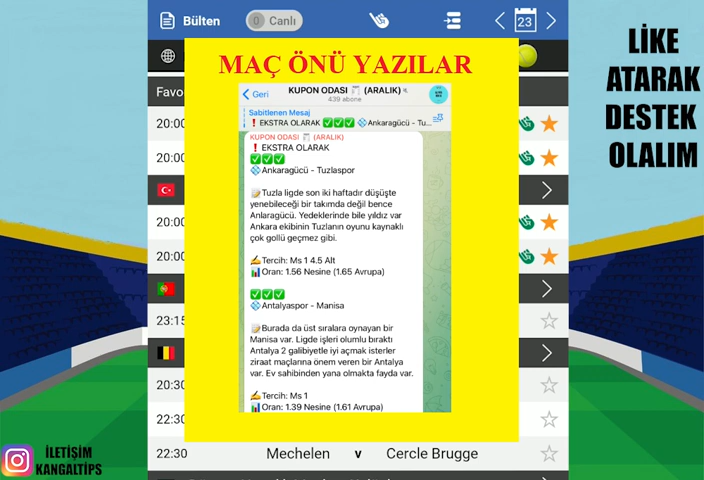 Bülten
0 Canlı
23
LİKE
ATARAK
DESTEK
OLALIM
MAÇ ÖNÜ YAZILAR
Geri
KUPON ODASI (ARALIK)
439 abone
Sabitlenen Mesaj
❗ EKSTRA OLARAK ✅✅✅ 💠Ankaragücü - Tu...
KUPON ODASI (ARALIK)
❗ EKSTRA OLARAK
✅✅✅
💠Ankaragücü - Tuzlaspor
📝Tuzla ligde son iki haftadır düşüşte
yenebileceği bir takımda değil bence
Anlaragücü. Yedeklerinde bile yıldız var
Ankara ekibinin Tuzlanın oyunu kaynaklı
çok gollü geçmez gibi.
✍Tercih: Ms 1 4.5 Alt
📊Oran: 1.56 Nesine (1.65 Avrupa)
✅✅✅
💠Antalyaspor - Manisa
📝Burada da üst sıralara oynayan bir
Manisa var. Ligde işleri olumlu bıraktı
Antalya 2 galibiyetle iyi açmak isterler
ziraat maçlarına önem veren bir Antalya
var. Ev sahibinden yana olmakta fayda var.
✍Tercih: Ms 1
📊Oran: 1.39 Nesine (1.61 Avrupa)
Favo
20:00
20:00
20:00
20:00
23:15
20:30
22:30
22:30 Mechelen v Cercle Brugge
İLETİŞİM
KANGALTİPS